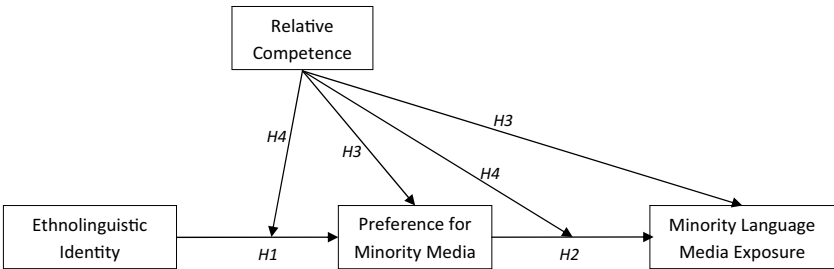 Relative
Competence
H3
H4
H3
H4
Ethnolinguistic
Identity
H1
Preference for
Minority Media
H2
Minority Language
Media Exposure